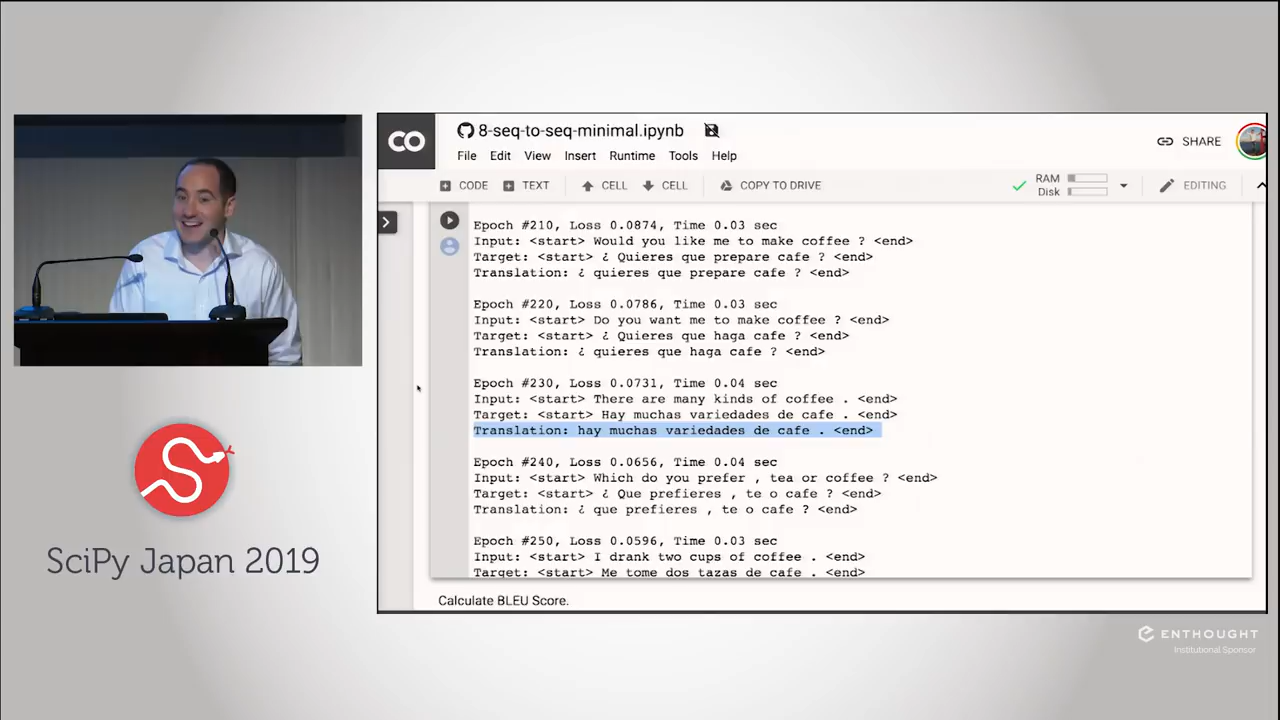 8-seq-to-seq-minimal.ipynb
SHARE
File Edit View Insert Runtime Tools Help
CODE TEXT CELL CELL COPY TO DRIVE RAM Disk EDITING
Epoch #210, Loss 0.0874, Time 0.03 sec
Input: <start> Would you like me to make coffee ? <end>
Target: <start> ¿ Quieres que prepare cafe ? <end>
Translation: ¿ quieres que prepare cafe ? <end>
Epoch #220, Loss 0.0786, Time 0.03 sec
Input: <start> Do you want me to make coffee ? <end>
Target: <start> ¿ Quieres que haga cafe ? <end>
Translation: ¿ quieres que haga cafe ? <end>
Epoch #230, Loss 0.0731, Time 0.04 sec
Input: <start> There are many kinds of coffee . <end>
Target: <start> Hay muchas variedades de cafe . <end>
Translation: hay muchas variedades de cafe . <end>
Epoch #240, Loss 0.0656, Time 0.04 sec
Input: <start> Which do you prefer , tea or coffee ? <end>
Target: <start> ¿ Que prefieres , te o cafe ? <end>
Translation: ¿ que prefieres , te o cafe ? <end>
Epoch #250, Loss 0.0596, Time 0.03 sec
Input: <start> I drank two cups of coffee . <end>
Target: <start> Me tome dos tazas de cafe . <end>
Calculate BLEU Score.
SciPy Japan 2019
ENTHOUGHT
Institutional Sponsor